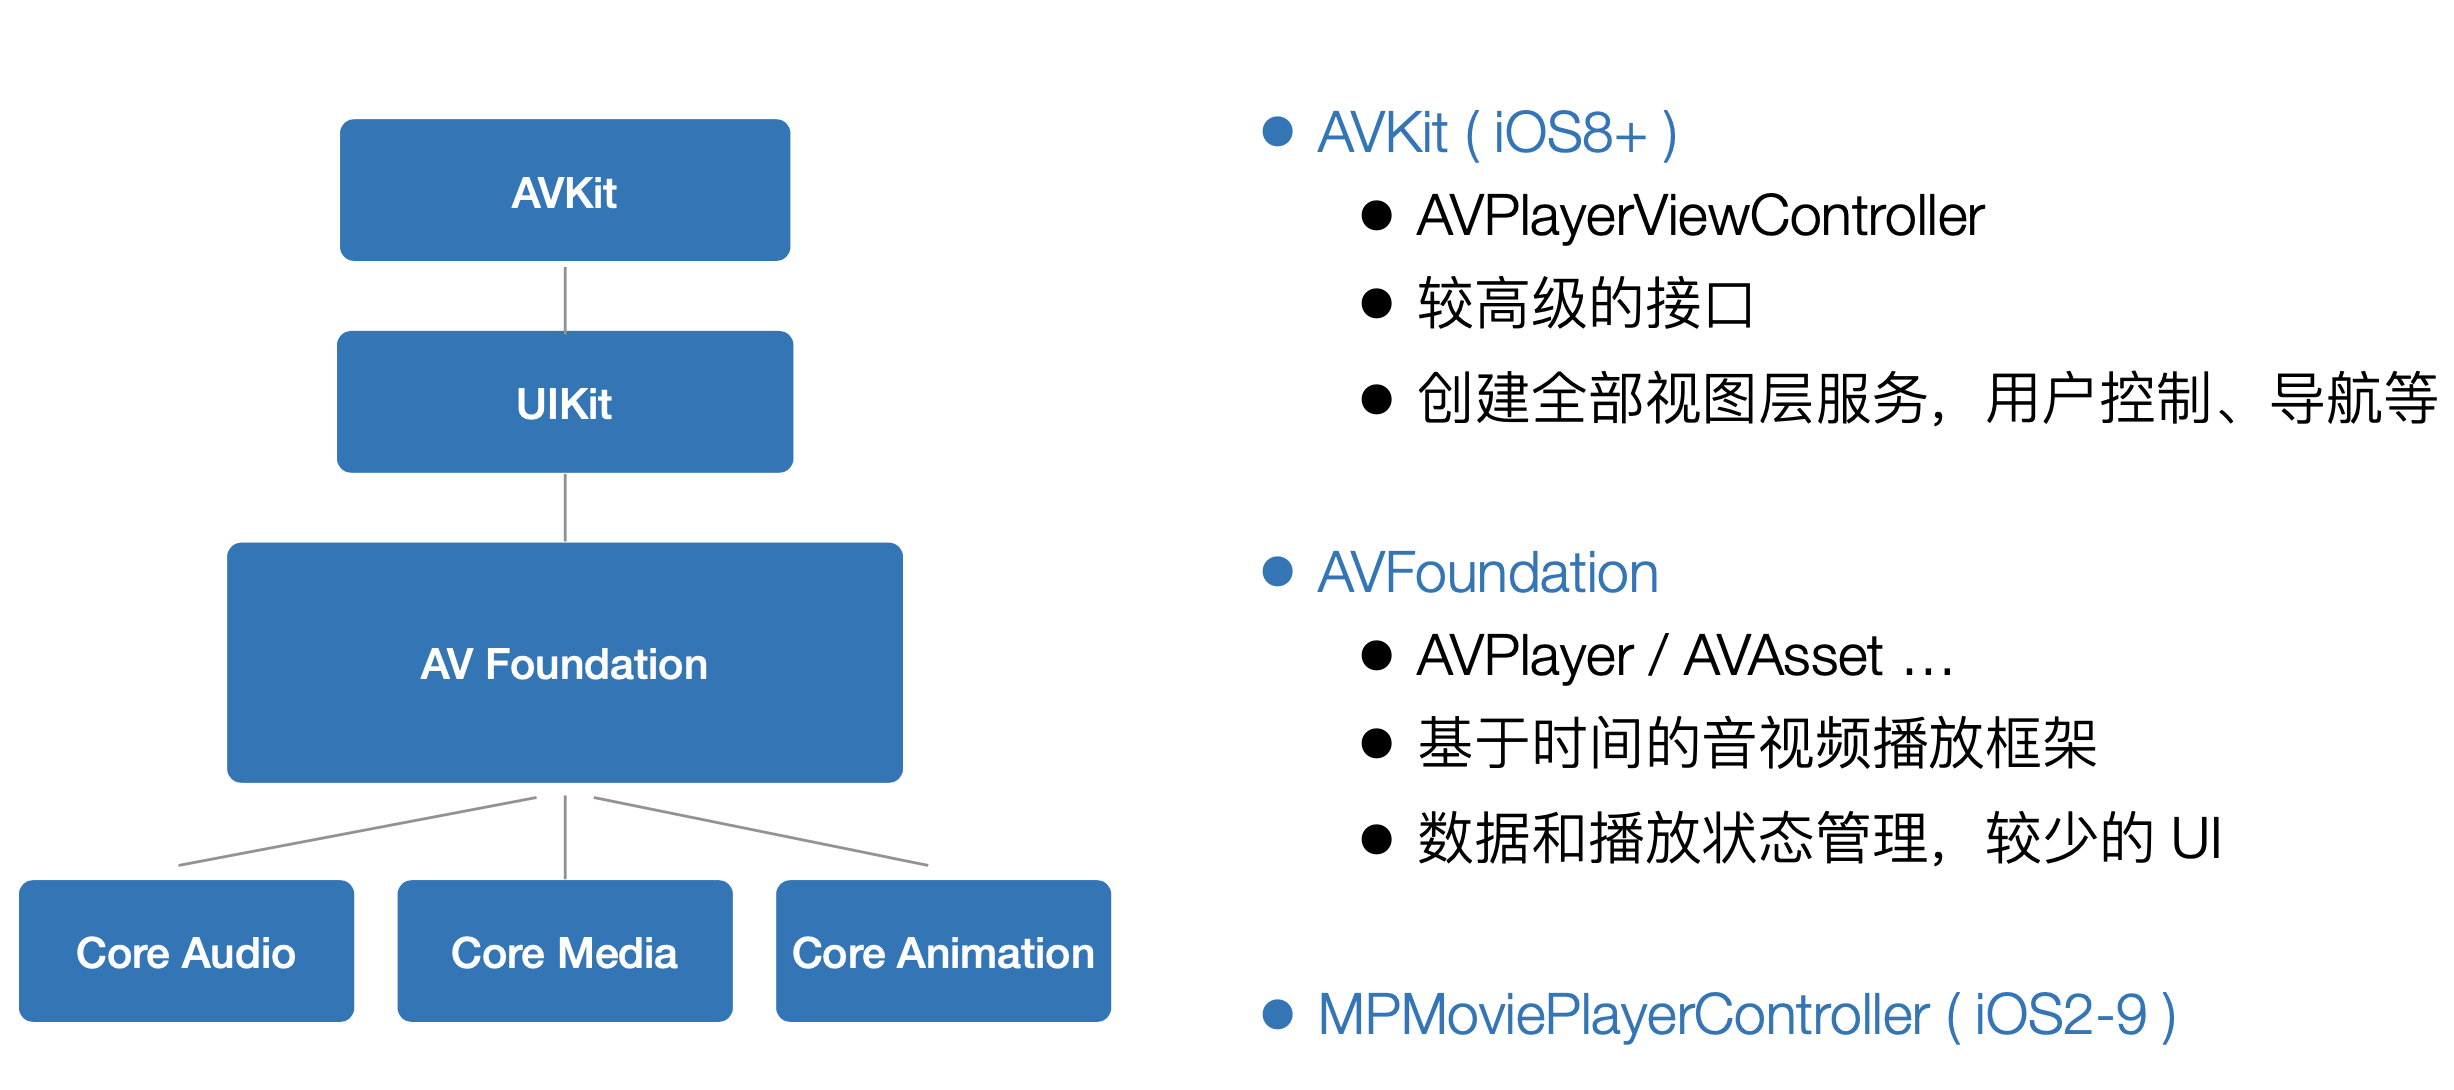 AVKit
UIKit
AV Foundation
Core Audio
Core Media
Core Animation
AVKit ( iOS8+ )
AVPlayerViewController
较高级的接口
创建全部视图层服务，用户控制、导航等
AVFoundation
AVPlayer / AVAsset …
基于时间的音视频播放框架
数据和播放状态管理，较少的 UI
MPMoviePlayerController ( iOS2-9 )